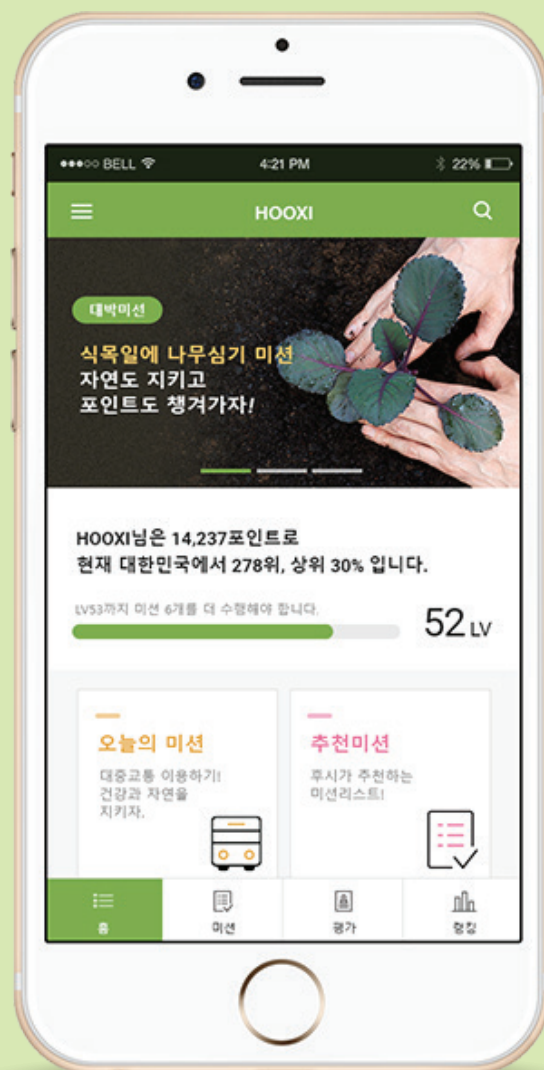 BELL
4:21 PM
22%
HOOXI
대박미션
식목일에 나무심기 미션
자연도 지키고
포인트도 챙겨가자!
HOOXI님은 14,237포인트로
현재 대한민국에서 278위, 상위 30% 입니다.
LV53까지 미션 6개를 더 수행해야 합니다.
52 LV
오늘의 미션
대중교통 이용하기!
건강과 자연을
지키자.
추천미션
후시가 추천하는
미션리스트!
홈
미션
평가
랭킹